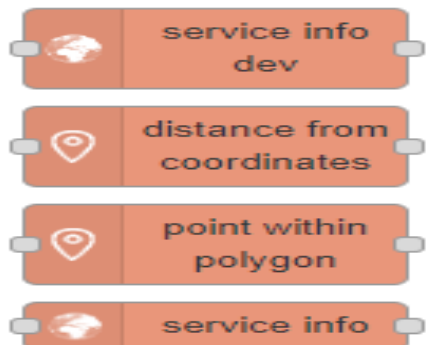 service info
dev
distance from
coordinates
point within
polygon
service info